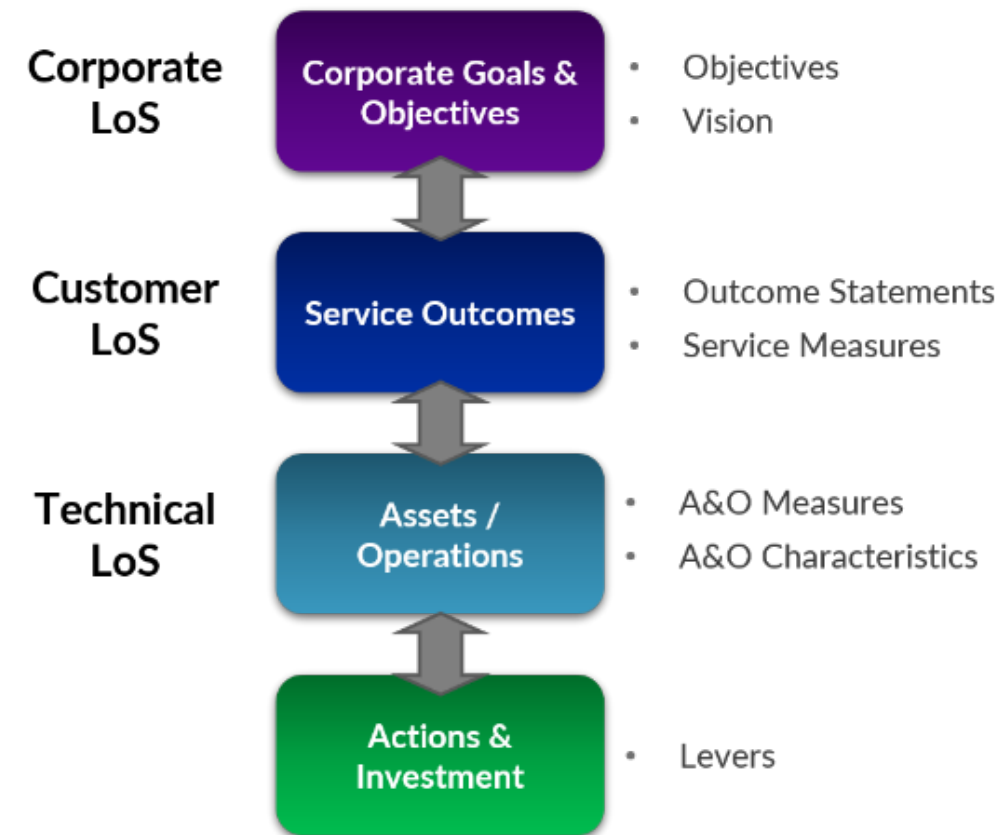 Corporate
LoS
Corporate Goals &
Objectives
• Objectives
• Vision
Customer
LoS
Service Outcomes
• Outcome Statements
• Service Measures
Technical
LoS
Assets /
Operations
• A&O Measures
• A&O Characteristics
Actions &
Investment
• Levers